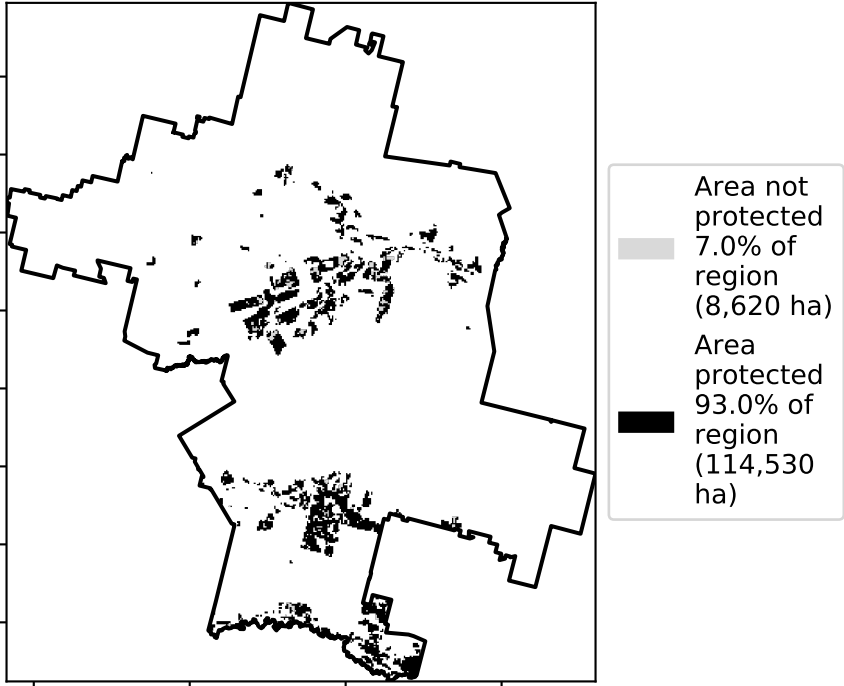 Area not
protected
7.0% of
region
(8,620 ha)
Area
protected
93.0% of
region
(114,530
ha)